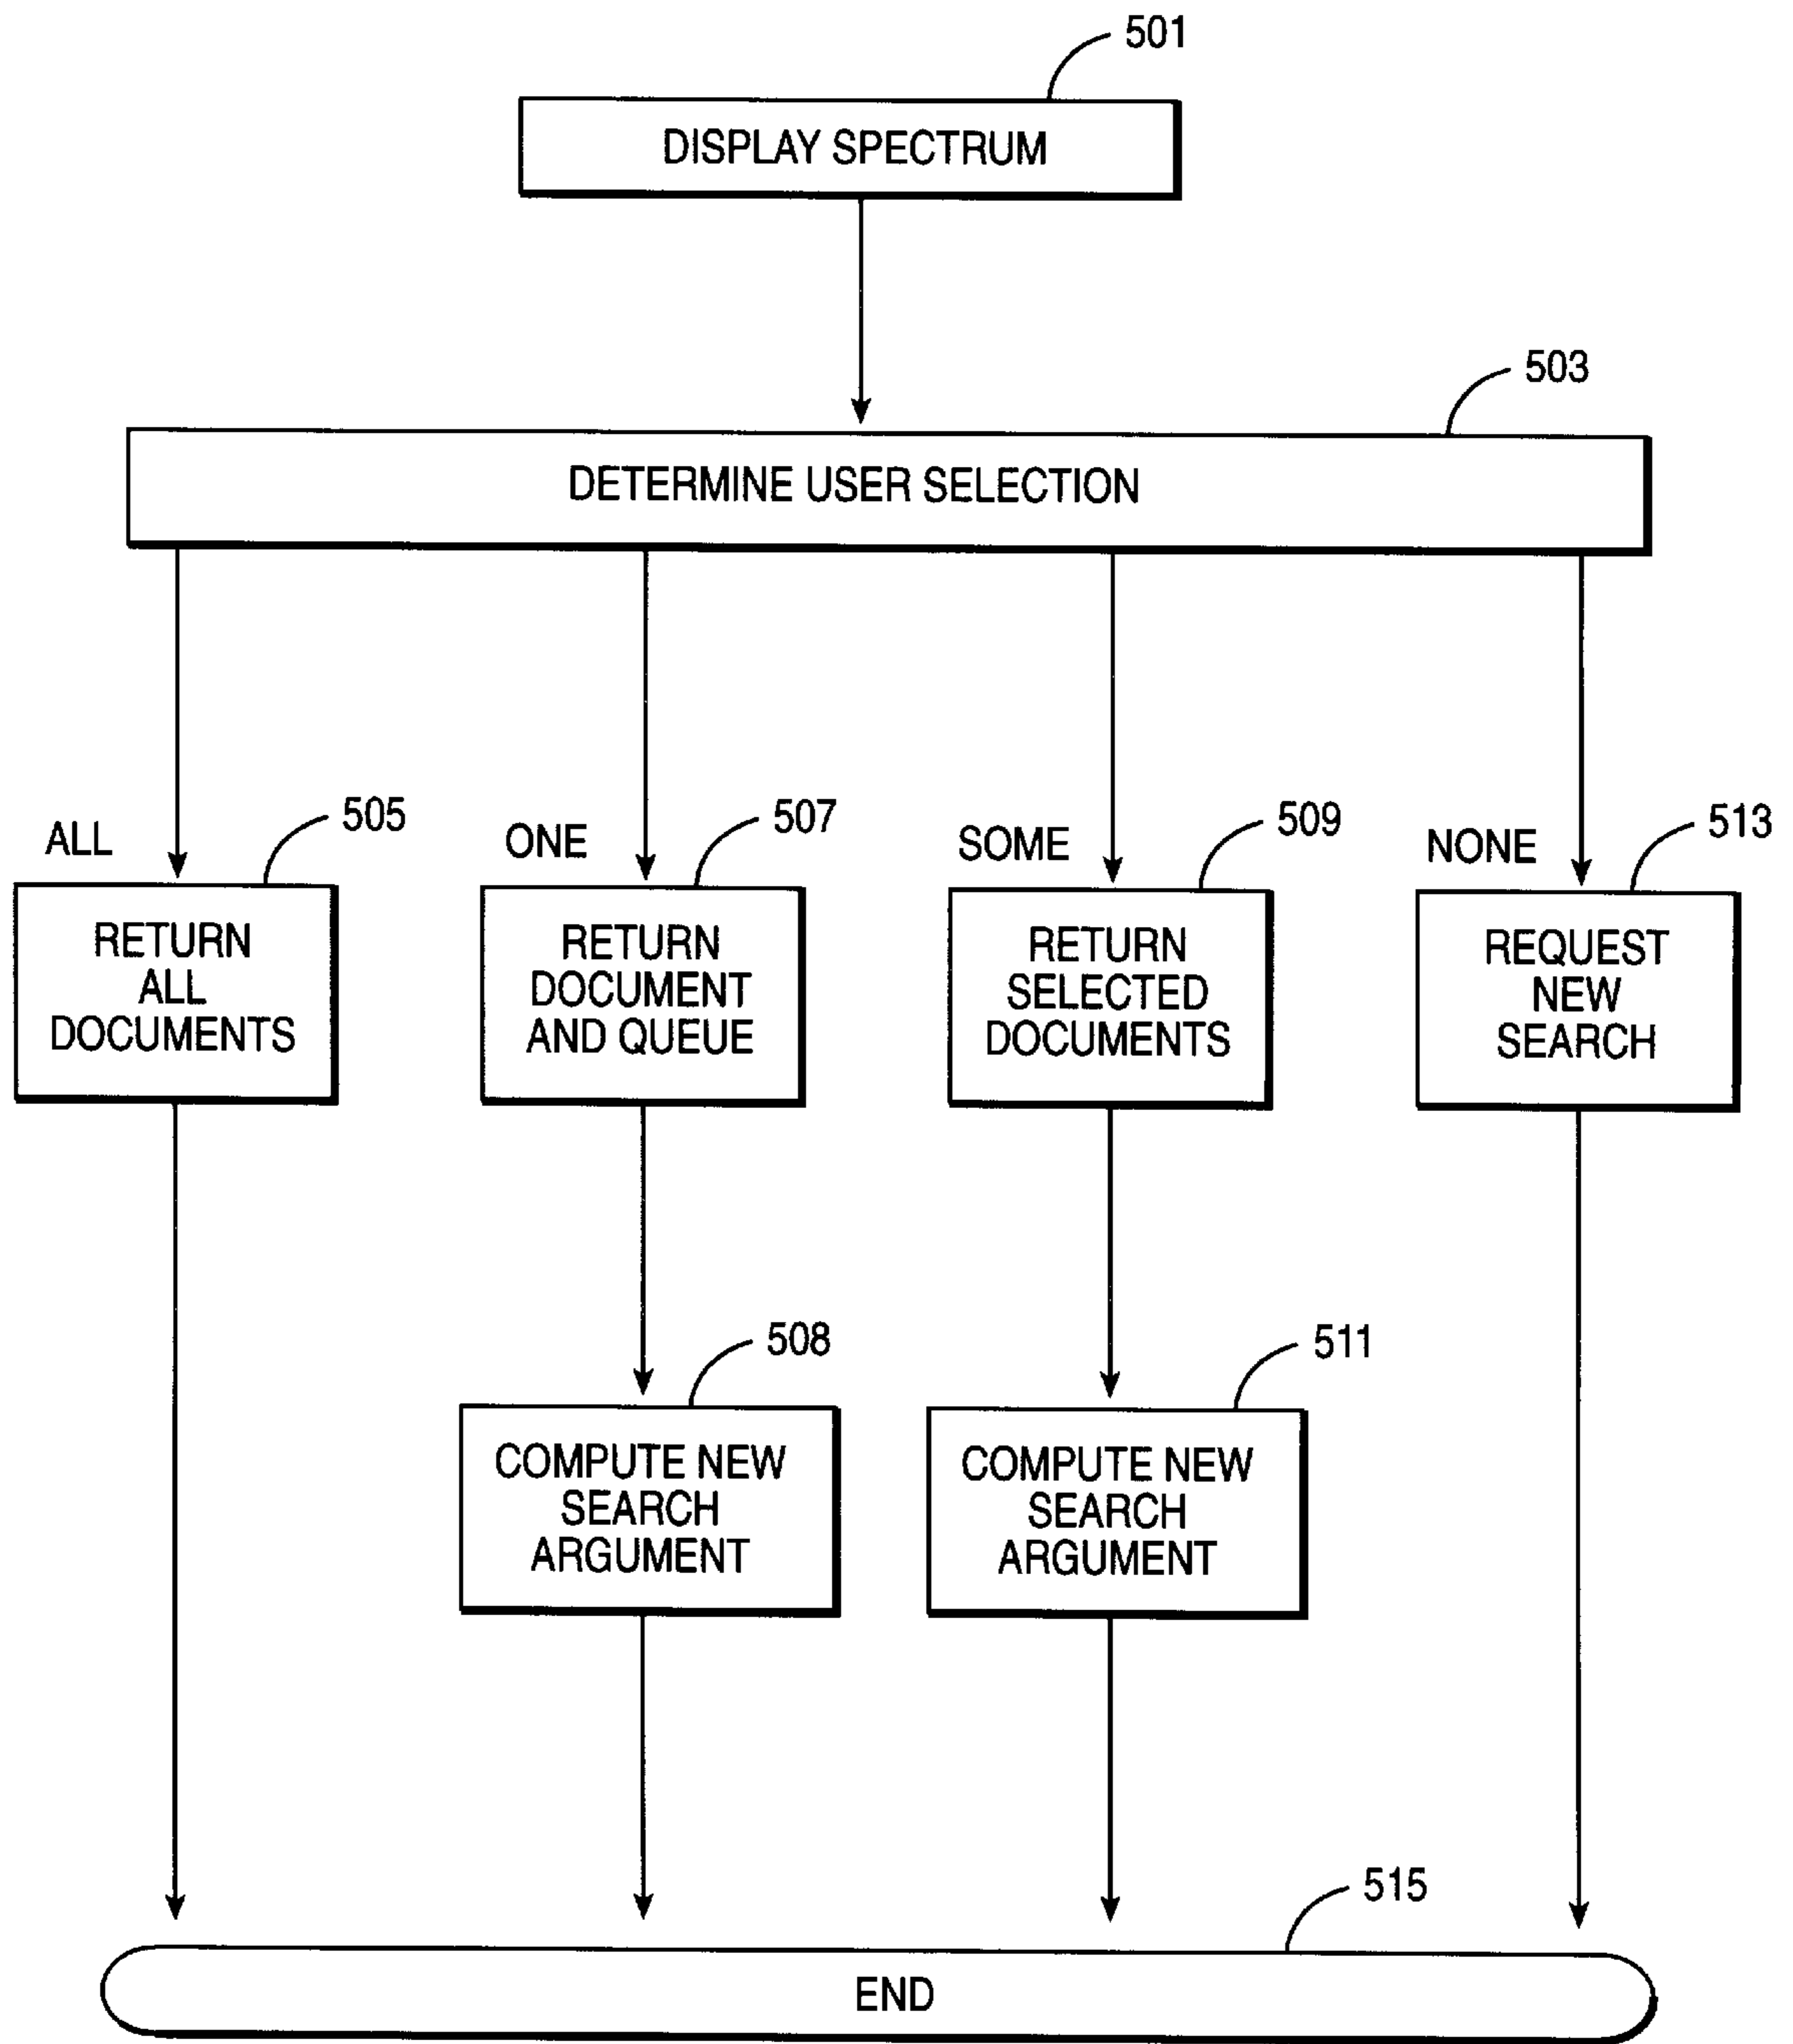 501
DISPLAY SPECTRUM
503
DETERMINE USER SELECTION
ALL
505
RETURN
ALL
DOCUMENTS
ONE
507
RETURN
DOCUMENT
AND QUEUE
SOME
509
RETURN
SELECTED
DOCUMENTS
NONE
513
REQUEST
NEW
SEARCH
508
COMPUTE NEW
SEARCH
ARGUMENT
511
COMPUTE NEW
SEARCH
ARGUMENT
515
END